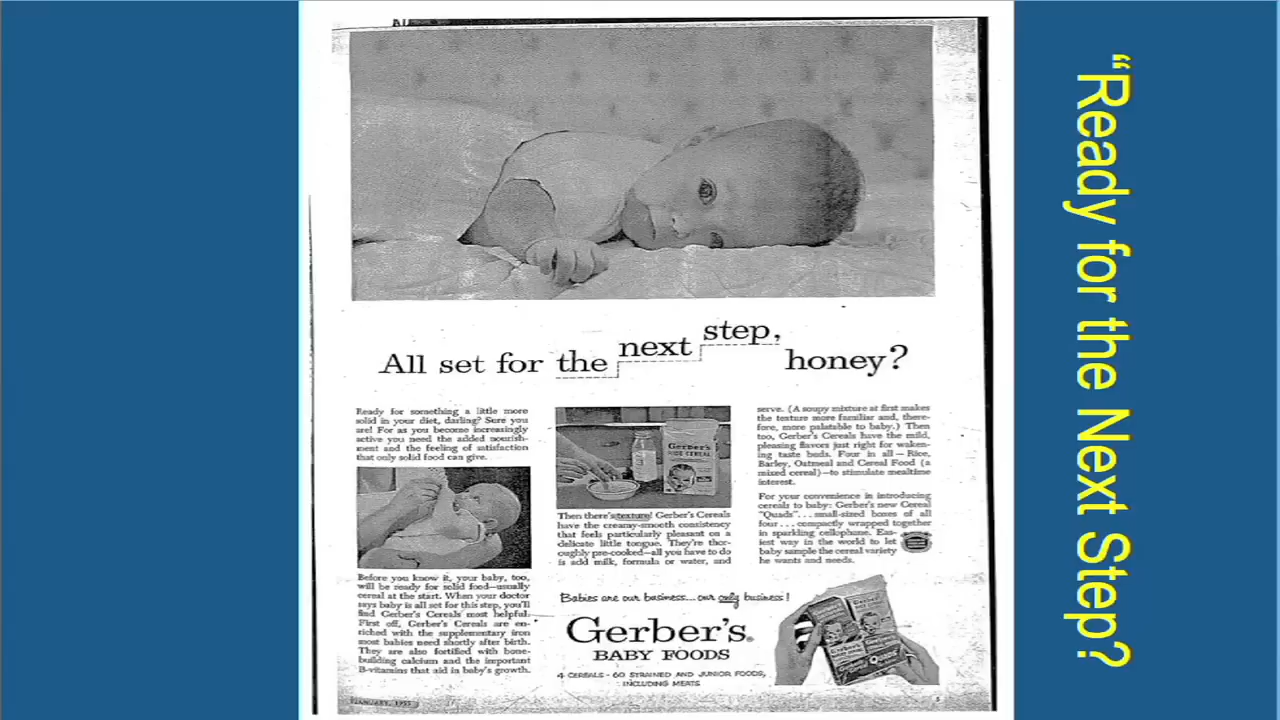 All set for the next step, honey?
Ready for something a little more
solid in your diet, darling? Sure you
are! For as you become increasingly
active you need the added nourish-
ment and the feeling of satisfaction
that only solid food can give.
Before you know it, your baby, too,
will be ready for solid food—usually
cereal at the start. When your doctor
says baby is all set for this step, you'll
find Gerber's Cereals most helpful.
First off, Gerber's Cereals are en-
riched with the supplementary iron
most babies need shortly after birth.
They are also fortified with bone-
building calcium and the important
B-vitamins that aid in baby's growth.
Gerber's
RICE CEREAL
Then there's texture! Gerber's Cereals
have the creamy-smooth consistency
that feels particularly pleasant on a
delicate little tongue. They're thor-
oughly pre-cooked—all you have to do
is add milk, formula or water, and
serve. (A soupy mixture at first makes
the texture more familiar and, there-
fore, more palatable to baby.) Then
too, Gerber's Cereals have the mild,
pleasing flavors just right for waken-
ing taste buds. Four in all—Rice,
Barley, Oatmeal and Cereal Food (a
mixed cereal)—to stimulate mealtime
interest.
For your convenience in introducing
cereals to baby: Gerber's new Cereal
"Quads"... small-sized boxes of all
four... compactly wrapped together
in sparkling cellophane. Eas-
iest way in the world to let
baby sample the cereal variety
he wants and needs.
Babies are our business... our only business!
Gerber's®
BABY FOODS
4 CEREALS · 60 STRAINED AND JUNIOR FOODS,
INCLUDING MEATS
JANUARY,
"Ready for the Next Step?